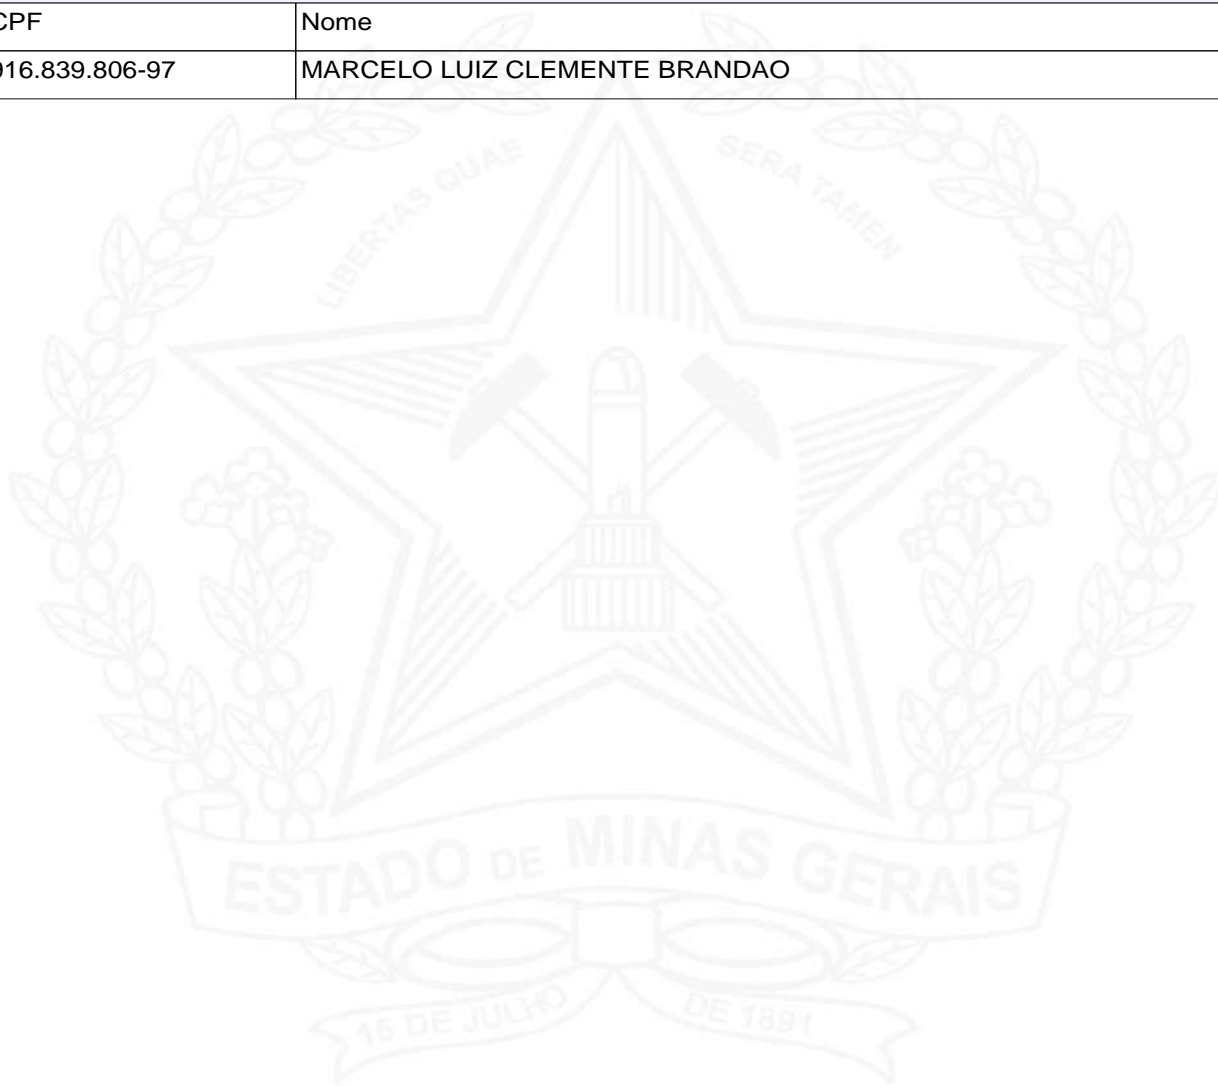 CPF Nome
916.839.806-97 MARCELO LUIZ CLEMENTE BRANDAO
LIBERTAS QUAE SERA TAMEN
ESTADO DE MINAS GERAIS
15 DE JULHO DE 1891